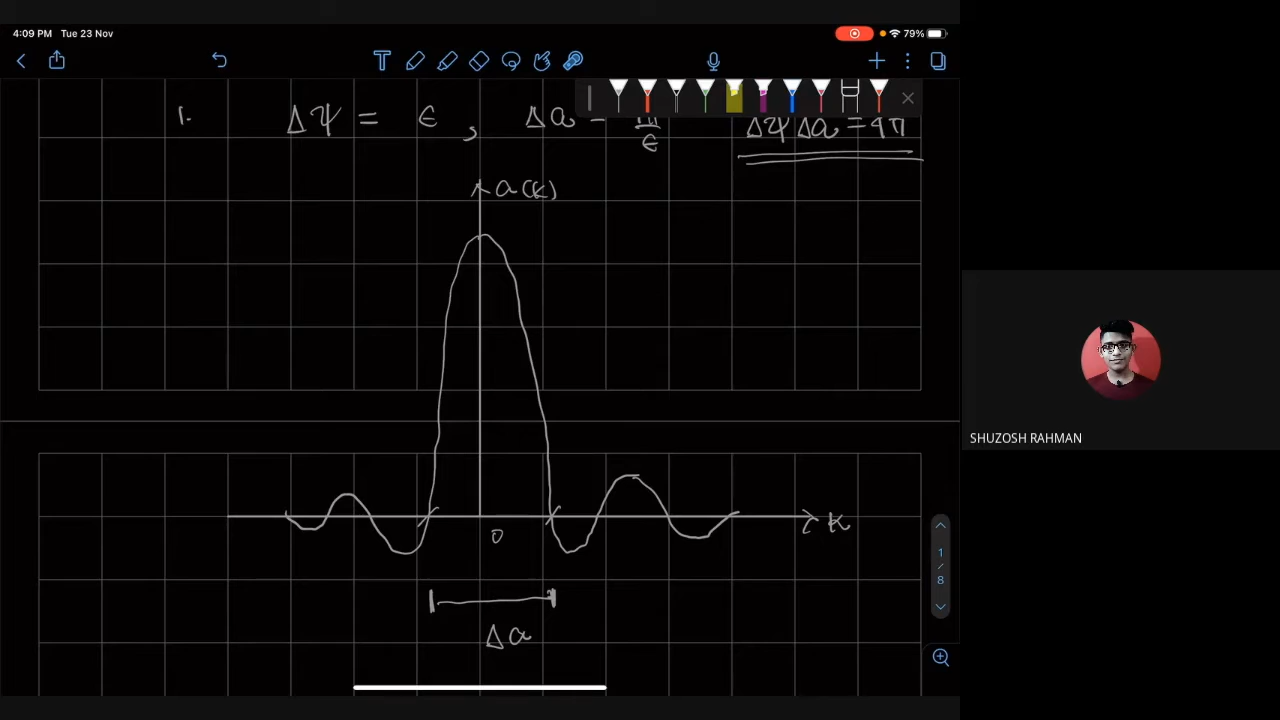 4:09 PM Tue 23 Nov
79%
1. Δψ = ϵ , Δa = ϵ ΔψΔa = 4π
a(k)
0
k
Δa
1
/
8
SHUZOSH RAHMAN